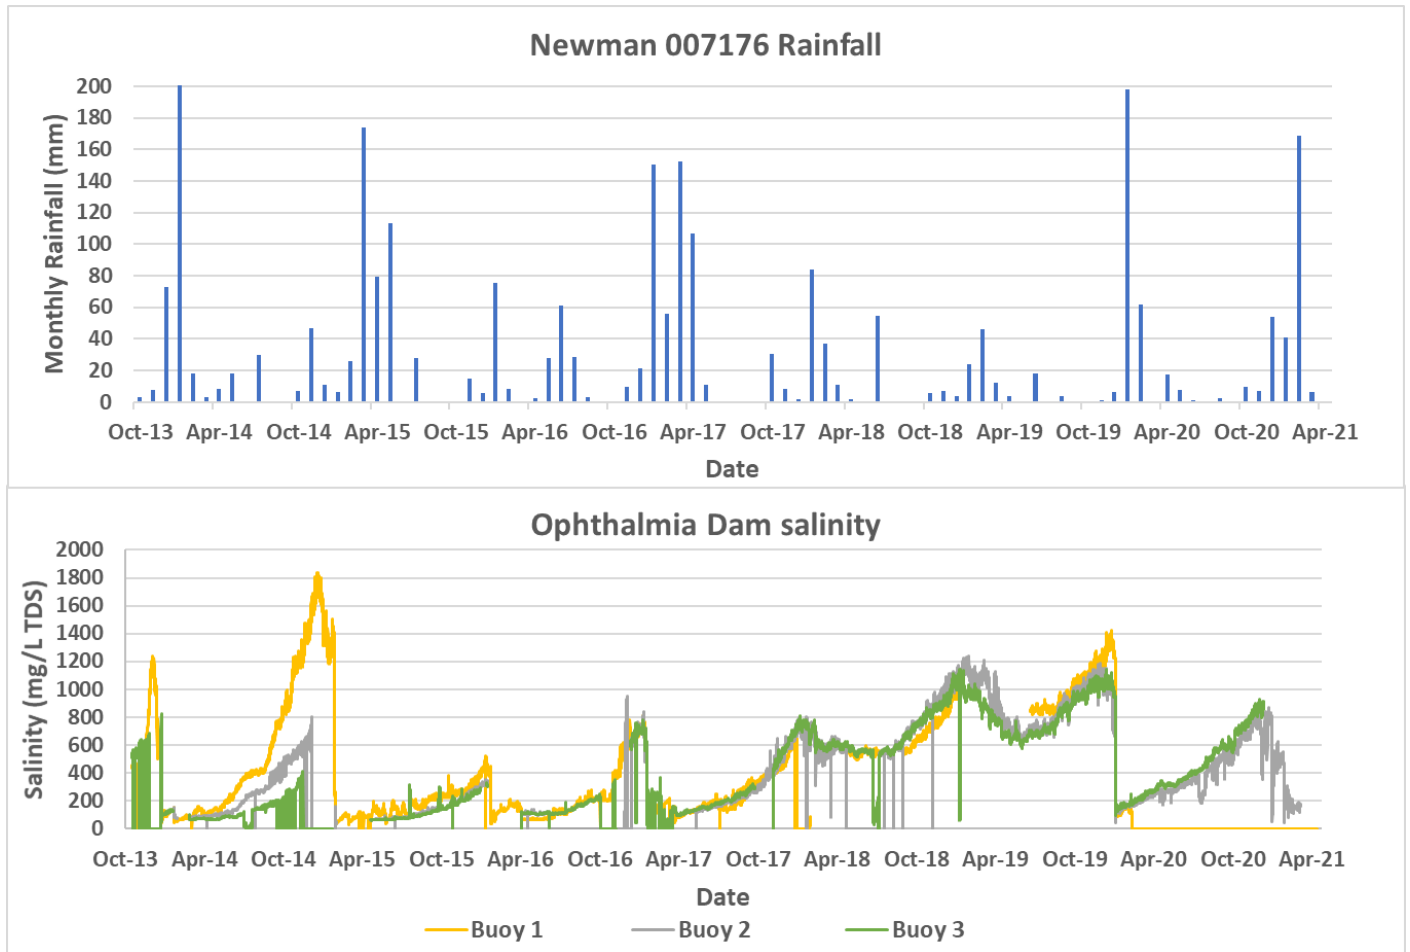 Newman 007176 Rainfall
Monthly Rainfall (mm)
200
180
160
140
120
100
80
60
40
20
0
Oct-13 Apr-14 Oct-14 Apr-15 Oct-15 Apr-16 Oct-16 Apr-17 Oct-17 Apr-18 Oct-18 Apr-19 Oct-19 Apr-20 Oct-20 Apr-21
Date
Ophthalmia Dam salinity
Salinity (mg/L TDS)
2000
1800
1600
1400
1200
1000
800
600
400
200
0
Oct-13 Apr-14 Oct-14 Apr-15 Oct-15 Apr-16 Oct-16 Apr-17 Oct-17 Apr-18 Oct-18 Apr-19 Oct-19 Apr-20 Oct-20 Apr-21
Date
Buoy 1 Buoy 2 Buoy 3